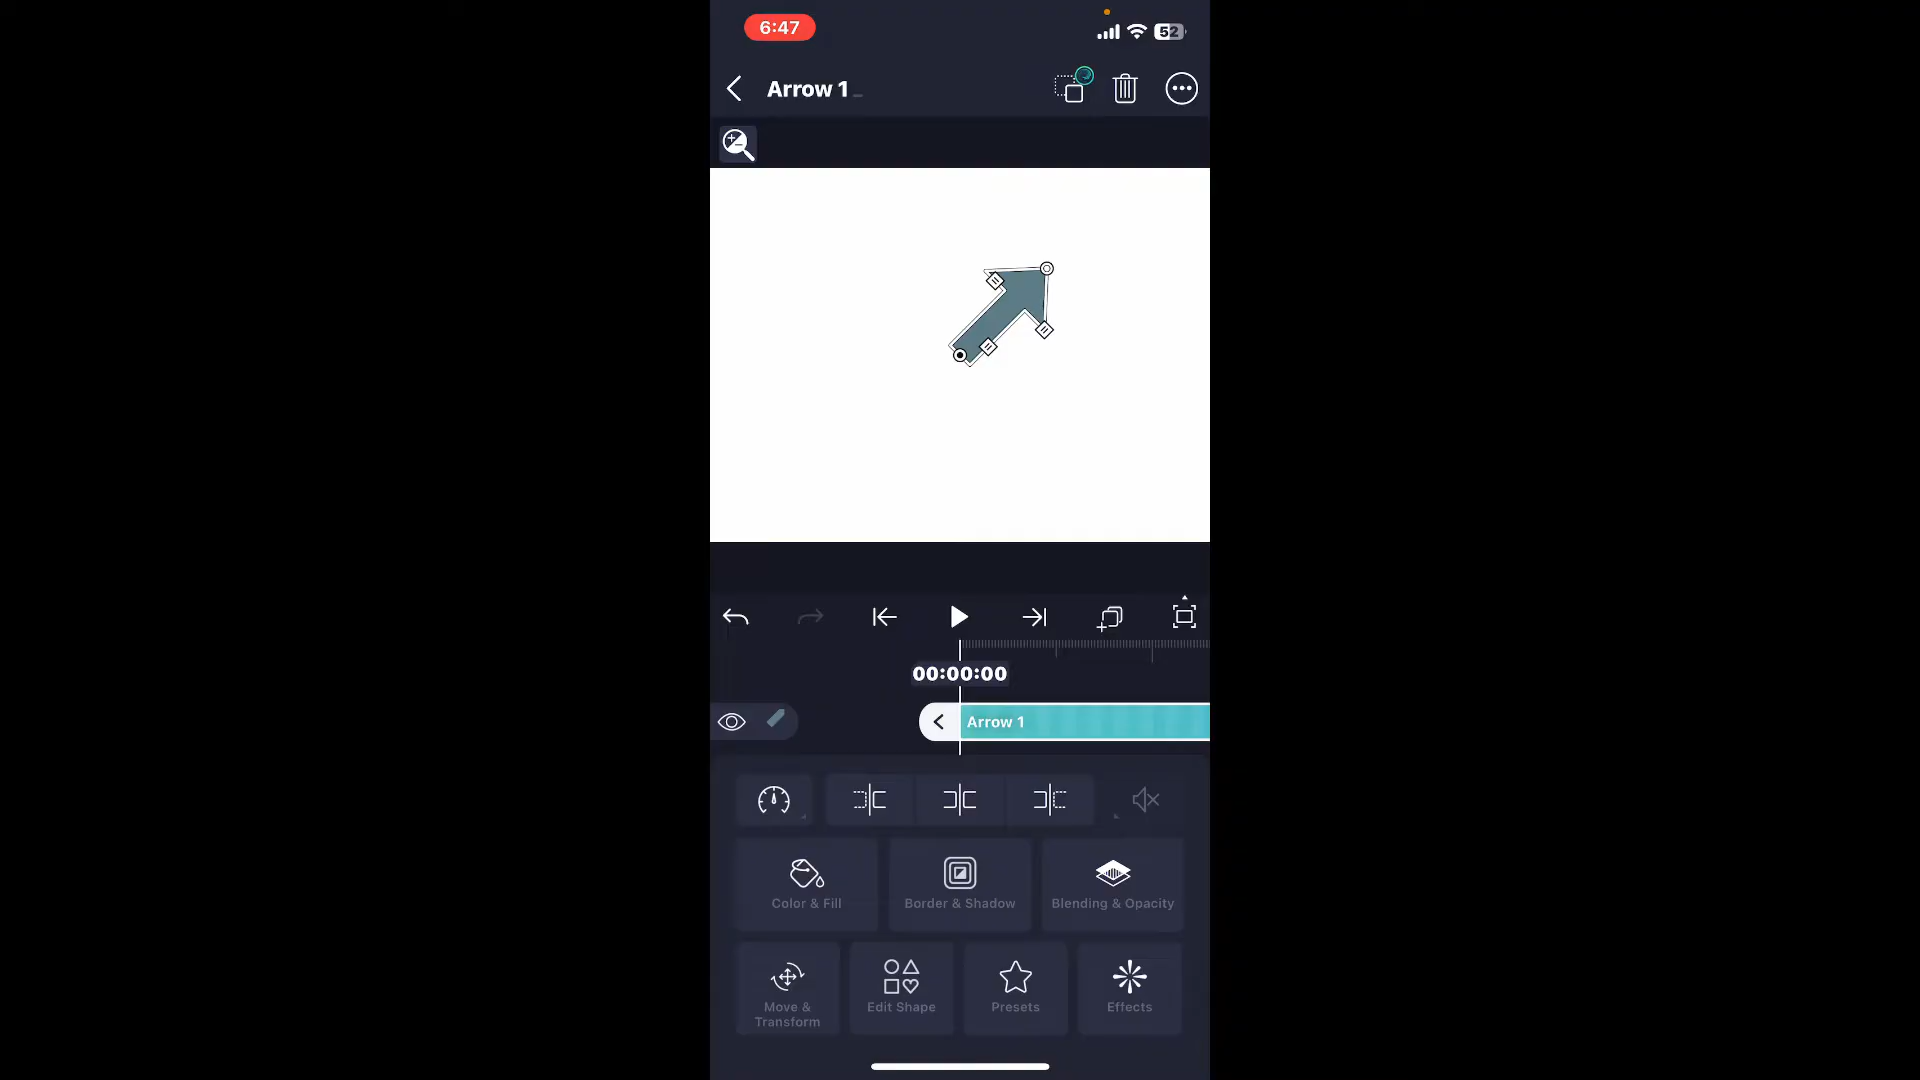 6:47
52
Arrow 1
00:00:00
Arrow 1
Color & Fill
Border & Shadow
Blending & Opacity
Move &
Transform
Edit Shape
Presets
Effects